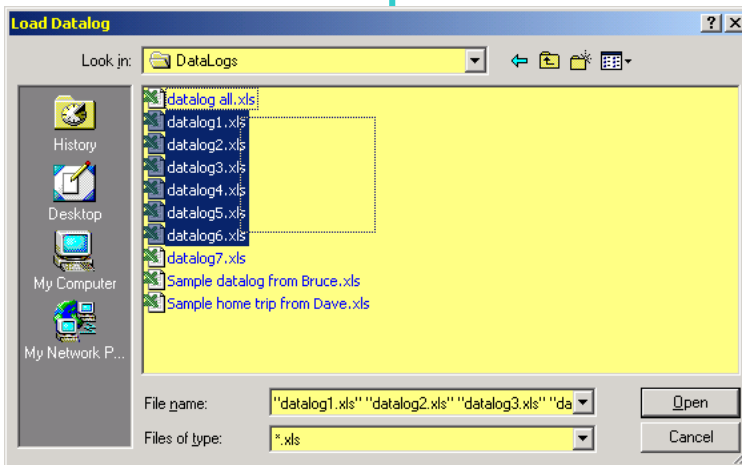 Load Datalog
Look in: DataLogs
History
Desktop
My Computer
My Network P...
datalog all.xls
datalog1.xls
datalog2.xls
datalog3.xls
datalog4.xls
datalog5.xls
datalog6.xls
datalog7.xls
Sample datalog from Bruce.xls
Sample home trip from Dave.xls
File name: "datalog1.xls" "datalog2.xls" "datalog3.xls" "da
Open
Files of type: *.xls
Cancel